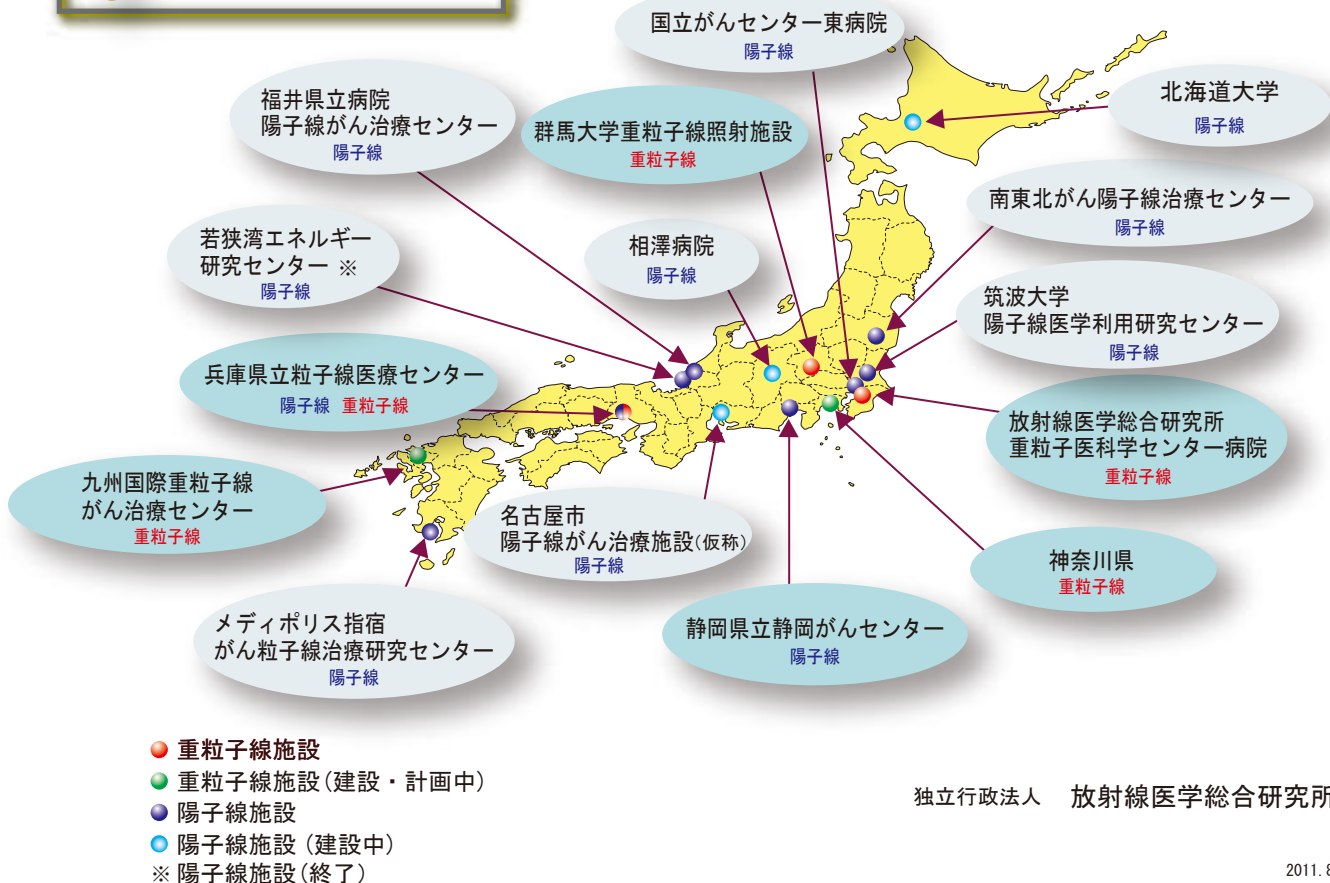 国立がんセンター東病院
陽子線
北海道大学
陽子線
福井県立病院
陽子線がん治療センター
陽子線
群馬大学重粒子線照射施設
重粒子線
南東北がん陽子線治療センター
陽子線
若狭湾エネルギー
研究センター ※
陽子線
相澤病院
陽子線
筑波大学
陽子線医学利用研究センター
陽子線
兵庫県立粒子線医療センター
陽子線 重粒子線
放射線医学総合研究所
重粒子医科学センター病院
重粒子線
九州国際重粒子線
がん治療センター
重粒子線
名古屋市
陽子線がん治療施設(仮称)
陽子線
神奈川県
重粒子線
メディポリス指宿
がん粒子線治療研究センター
陽子線
静岡県立静岡がんセンター
陽子線
重粒子線施設
重粒子線施設(建設・計画中)
陽子線施設
陽子線施設(建設中)
※陽子線施設(終了)
独立行政法人 放射線医学総合研究所
2011.8